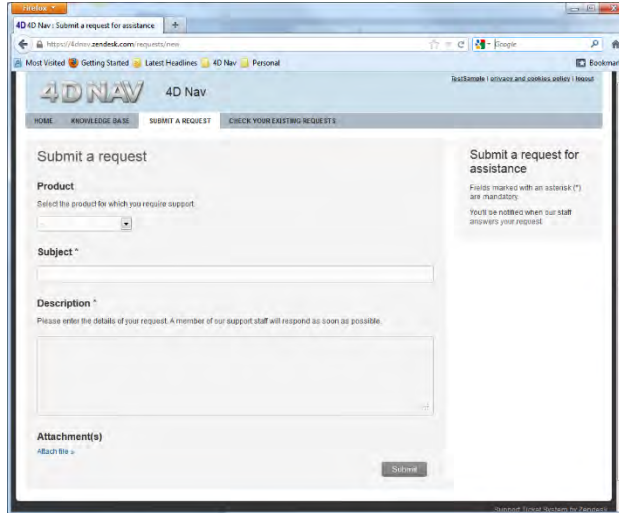 Firefox
4D 4D Nav : Submit a request for assistance
https://4dnav.zendesk.com/requests/new
Google
Most Visited Getting Started Latest Headlines 4D Nav Personal Bookmar
TestSample | privacy and cookies policy | logout
4D NAV 4D Nav
HOME KNOWLEDGE BASE SUBMIT A REQUEST CHECK YOUR EXISTING REQUESTS
Submit a request
Product
Select the product for which you require support.
Subject *
Description *
Please enter the details of your request. A member of our support staff will respond as soon as possible.
Attachment(s)
Attach file »
Submit
Submit a request for
assistance
Fields marked with an asterisk (*)
are mandatory.
You'll be notified when our staff
answers your request.
Support Ticket System by Zendesk